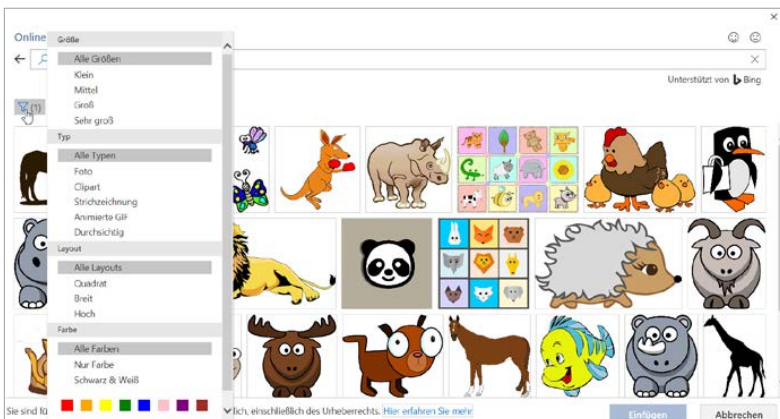 Online
Größe
Alle Größen
Klein
Mittel
Groß
Sehr groß
Unterstützt von Bing
(1)
Typ
Alle Typen
Foto
Clipart
Strichzeichnung
Animierte GIF
Durchsichtig
Layout
Alle Layouts
Quadrat
Breit
Hoch
Farbe
Alle Farben
Nur Farbe
Schwarz & Weiß
Sie sind fü
lich, einschließlich des Urheberrechts. Hier erfahren Sie mehr
Einfügen
Abbrechen